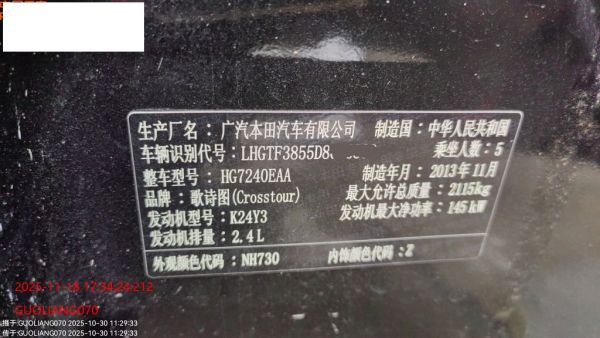 生产厂名：广汽本田汽车有限公司 制造国：中华人民共和国
车辆识别代号：LHGTF3855D8 乘坐人数：5
整车型号：HG7240EAA 制造年月：2013年11月
品牌：歌诗图(Crosstour) 最大允许总质量：2115kg
发动机型号：K24Y3 发动机最大净功率：145kW
发动机排量：2.4L
外观颜色代码：NH730 内饰颜色代码：Z
2025-11-18 17:34:24:212
GUOLIANG070
摄于:GUOLIANG070 2025-10-30 11:29:33
传于:GUOLIANG070 2025-10-30 11:29:33